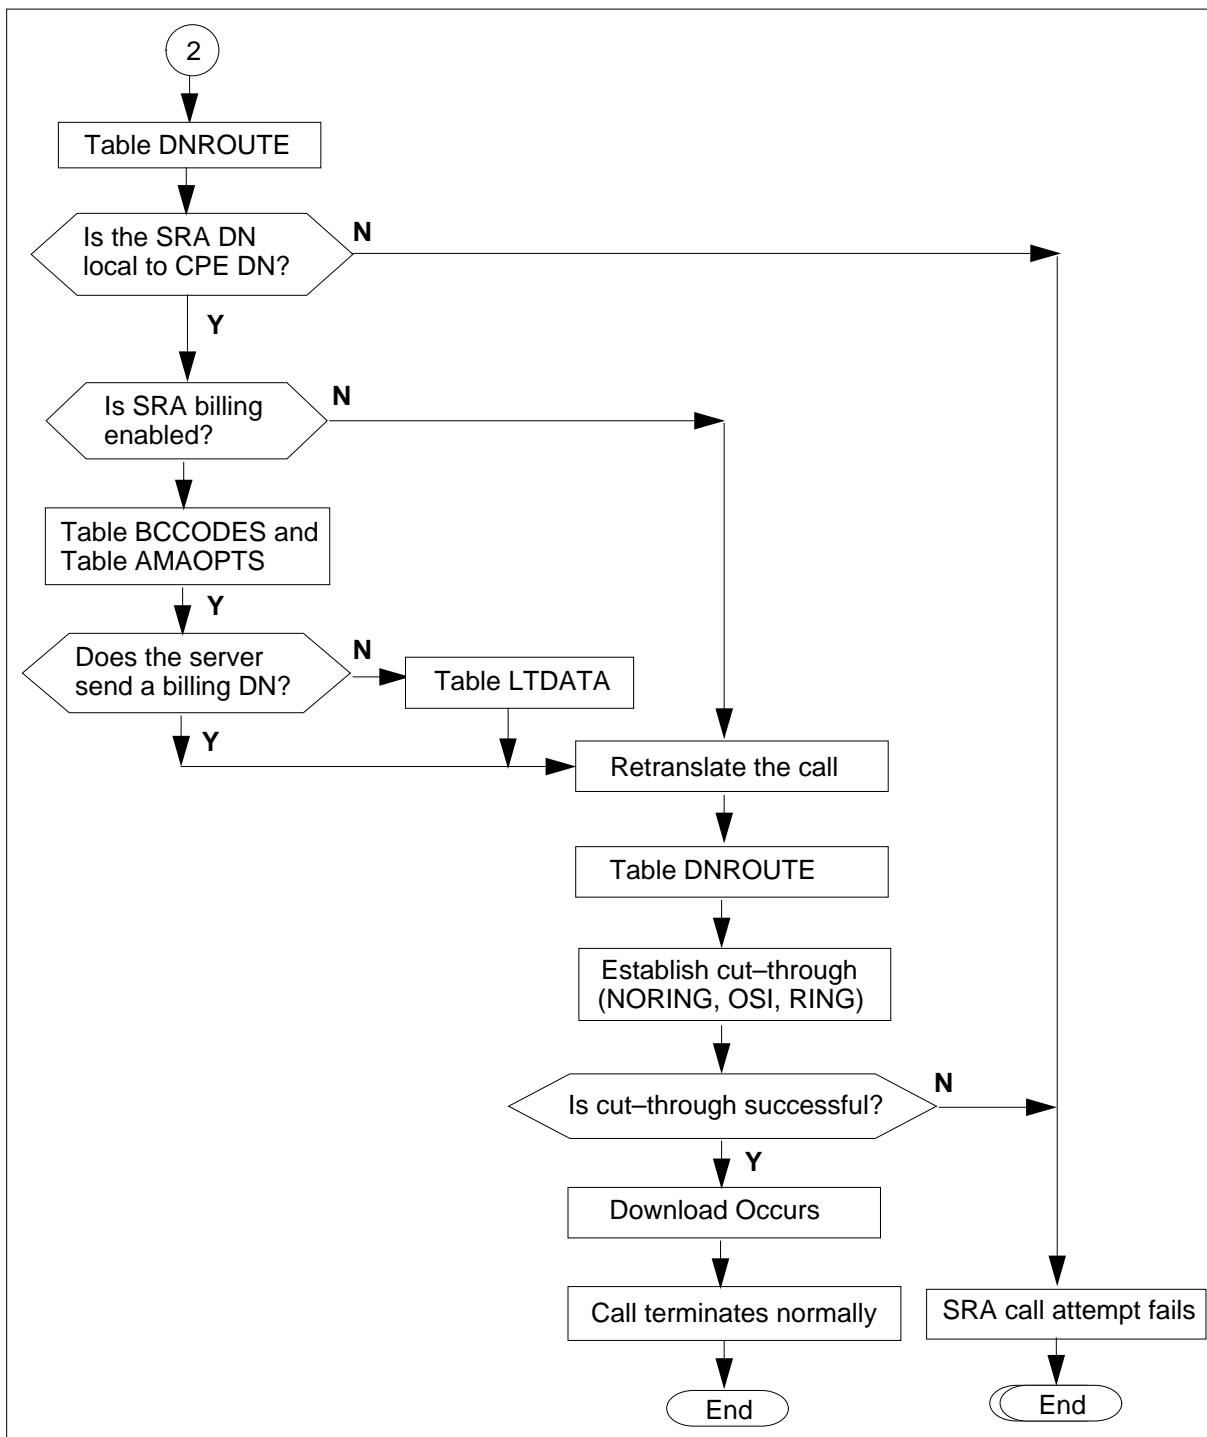 2
Table DNROUTE
Is the SRA DN
local to CPE DN?
N
Y
Is SRA billing
enabled?
N
Table BCCODES and
Table AMAOPTS
Y
Does the server
send a billing DN?
N
Table LTDATA
Y
Retranslate the call
Table DNROUTE
Establish cut–through
(NORING, OSI, RING)
Is cut–through successful?
N
Y
Download Occurs
Call terminates normally
SRA call attempt fails
End
End